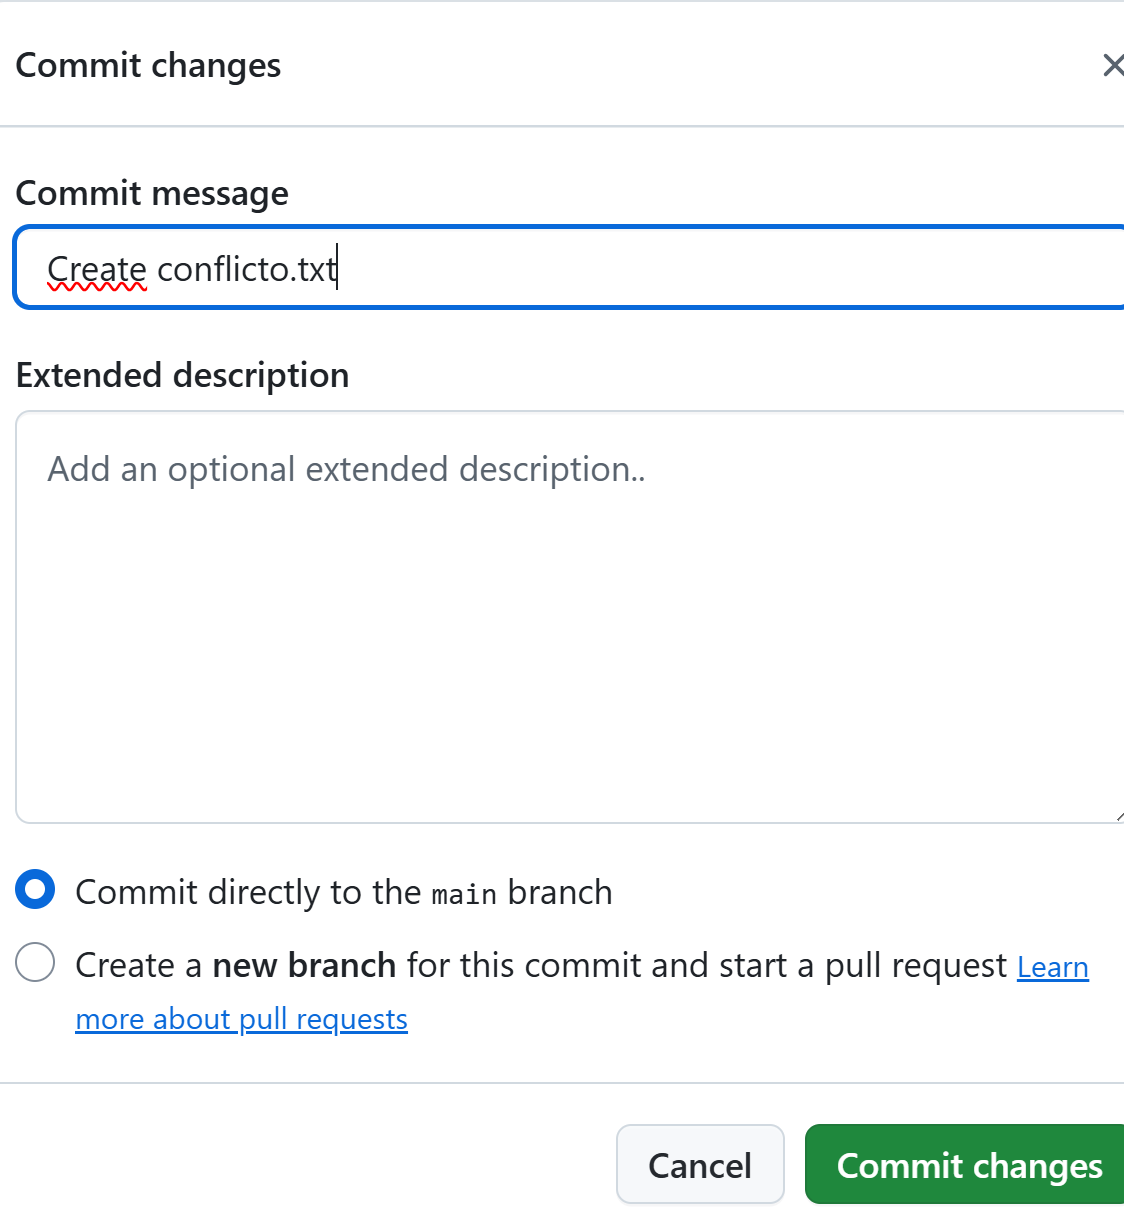 Commit changes
Commit message
Create conflicto.txt
Extended description
Add an optional extended description..
Commit directly to the main branch
Create a new branch for this commit and start a pull request Learn
more about pull requests
Cancel
Commit changes